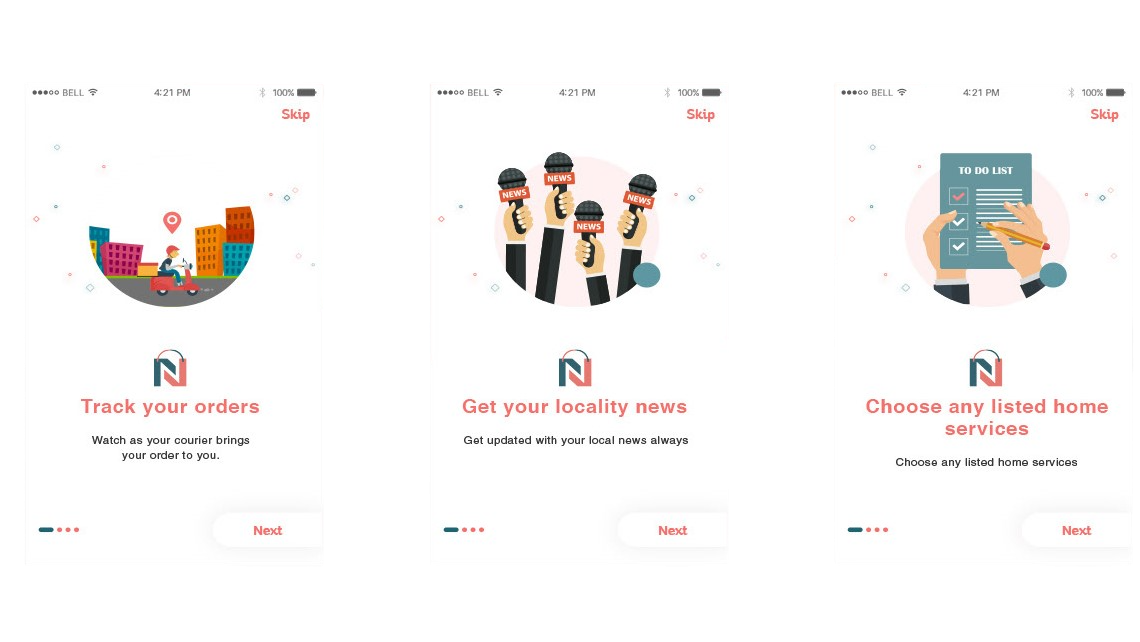 BELL 4:21 PM 100%
Skip
N
Track your orders
Watch as your courier brings
your order to you.
Next
BELL 4:21 PM 100%
Skip
NEWS
NEWS
NEWS
NEWS
N
Get your locality news
Get updated with your local news always
Next
BELL 4:21 PM 100%
Skip
TO DO LIST
N
Choose any listed home
services
Choose any listed home services
Next